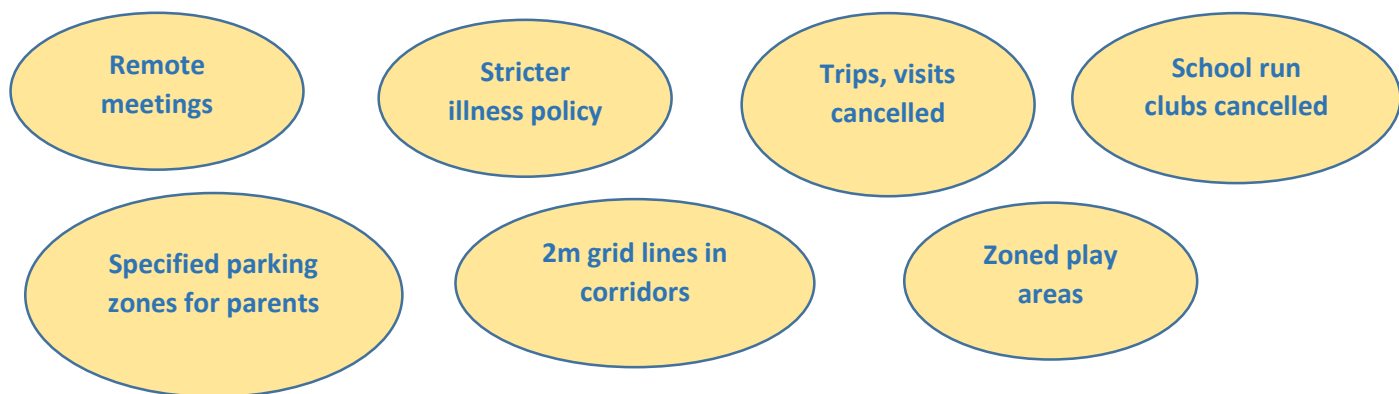 Remote
meetings
Stricter
illness policy
Trips, visits
cancelled
School run
clubs cancelled
Specified parking
zones for parents
2m grid lines in
corridors
Zoned play
areas